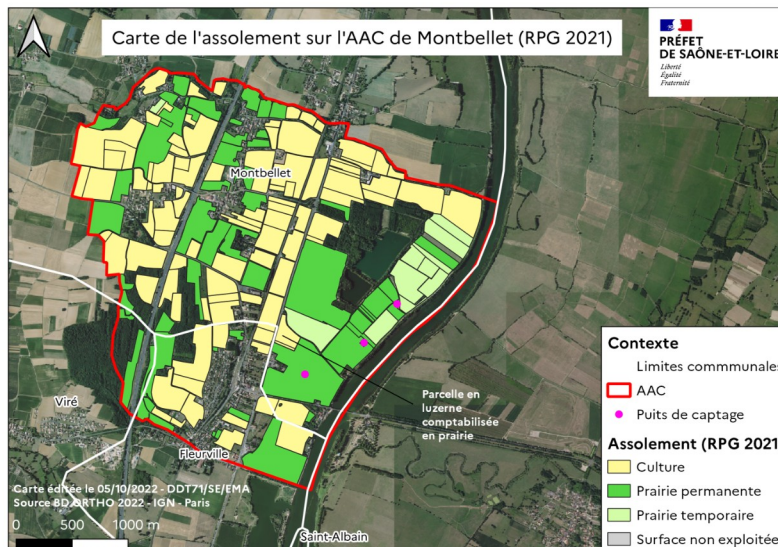 Carte de l'assolement sur l'AAC de Montbellet (RPG 2021)
PRÉFET
DE SAÔNE-ET-LOIRE
Liberté
Égalité
Fraternité
Montbellet
Viré
Fleurville
Saint-Albain
Parcelle en
luzerne
comptabilisée
en prairie
Contexte
Limites commmunales
AAC
Puits de captage
Assolement (RPG 2021
Culture
Prairie permanente
Prairie temporaire
Surface non exploitée
Carte éditée le 05/10/2022 - DDT71/SE/EMA
Source BD ORTHO 2022 - IGN - Paris
0 500 1000 m